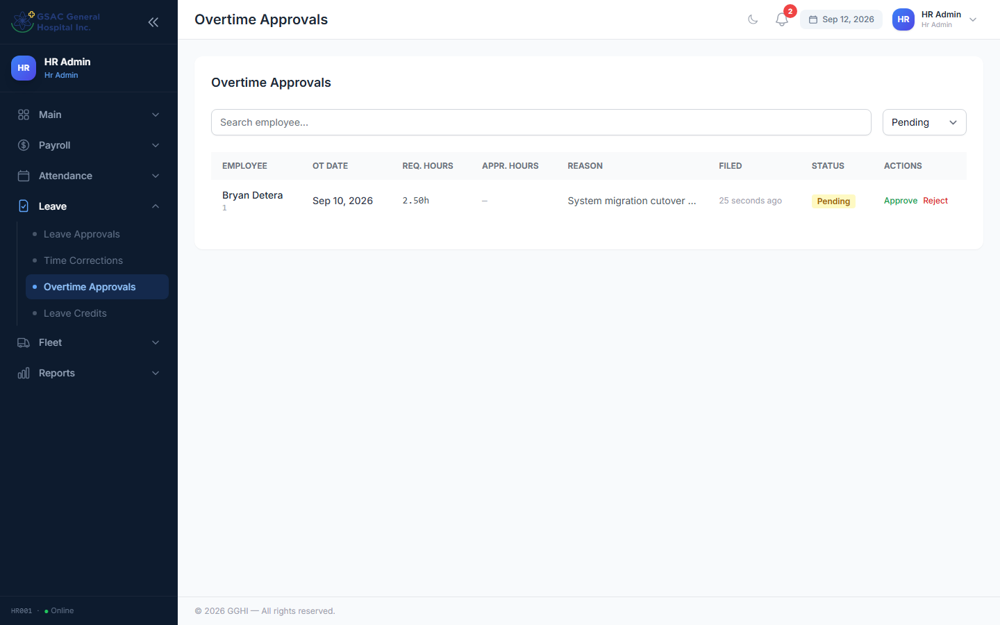 GSAC General
Hospital Inc.
HR
HR Admin
Hr Admin
Main
Payroll
Attendance
Leave
Leave Approvals
Time Corrections
Overtime Approvals
Leave Credits
Fleet
Reports
HR001 · Online
Overtime Approvals
2
Sep 12, 2026
HR
HR Admin
Hr Admin
Overtime Approvals
Search employee...
Pending
EMPLOYEE OT DATE REQ. HOURS APPR. HOURS REASON FILED STATUS ACTIONS
Bryan Detera
1
Sep 10, 2026 2.50h — System migration cutover ... 25 seconds ago Pending Approve Reject
© 2026 GGHI — All rights reserved.